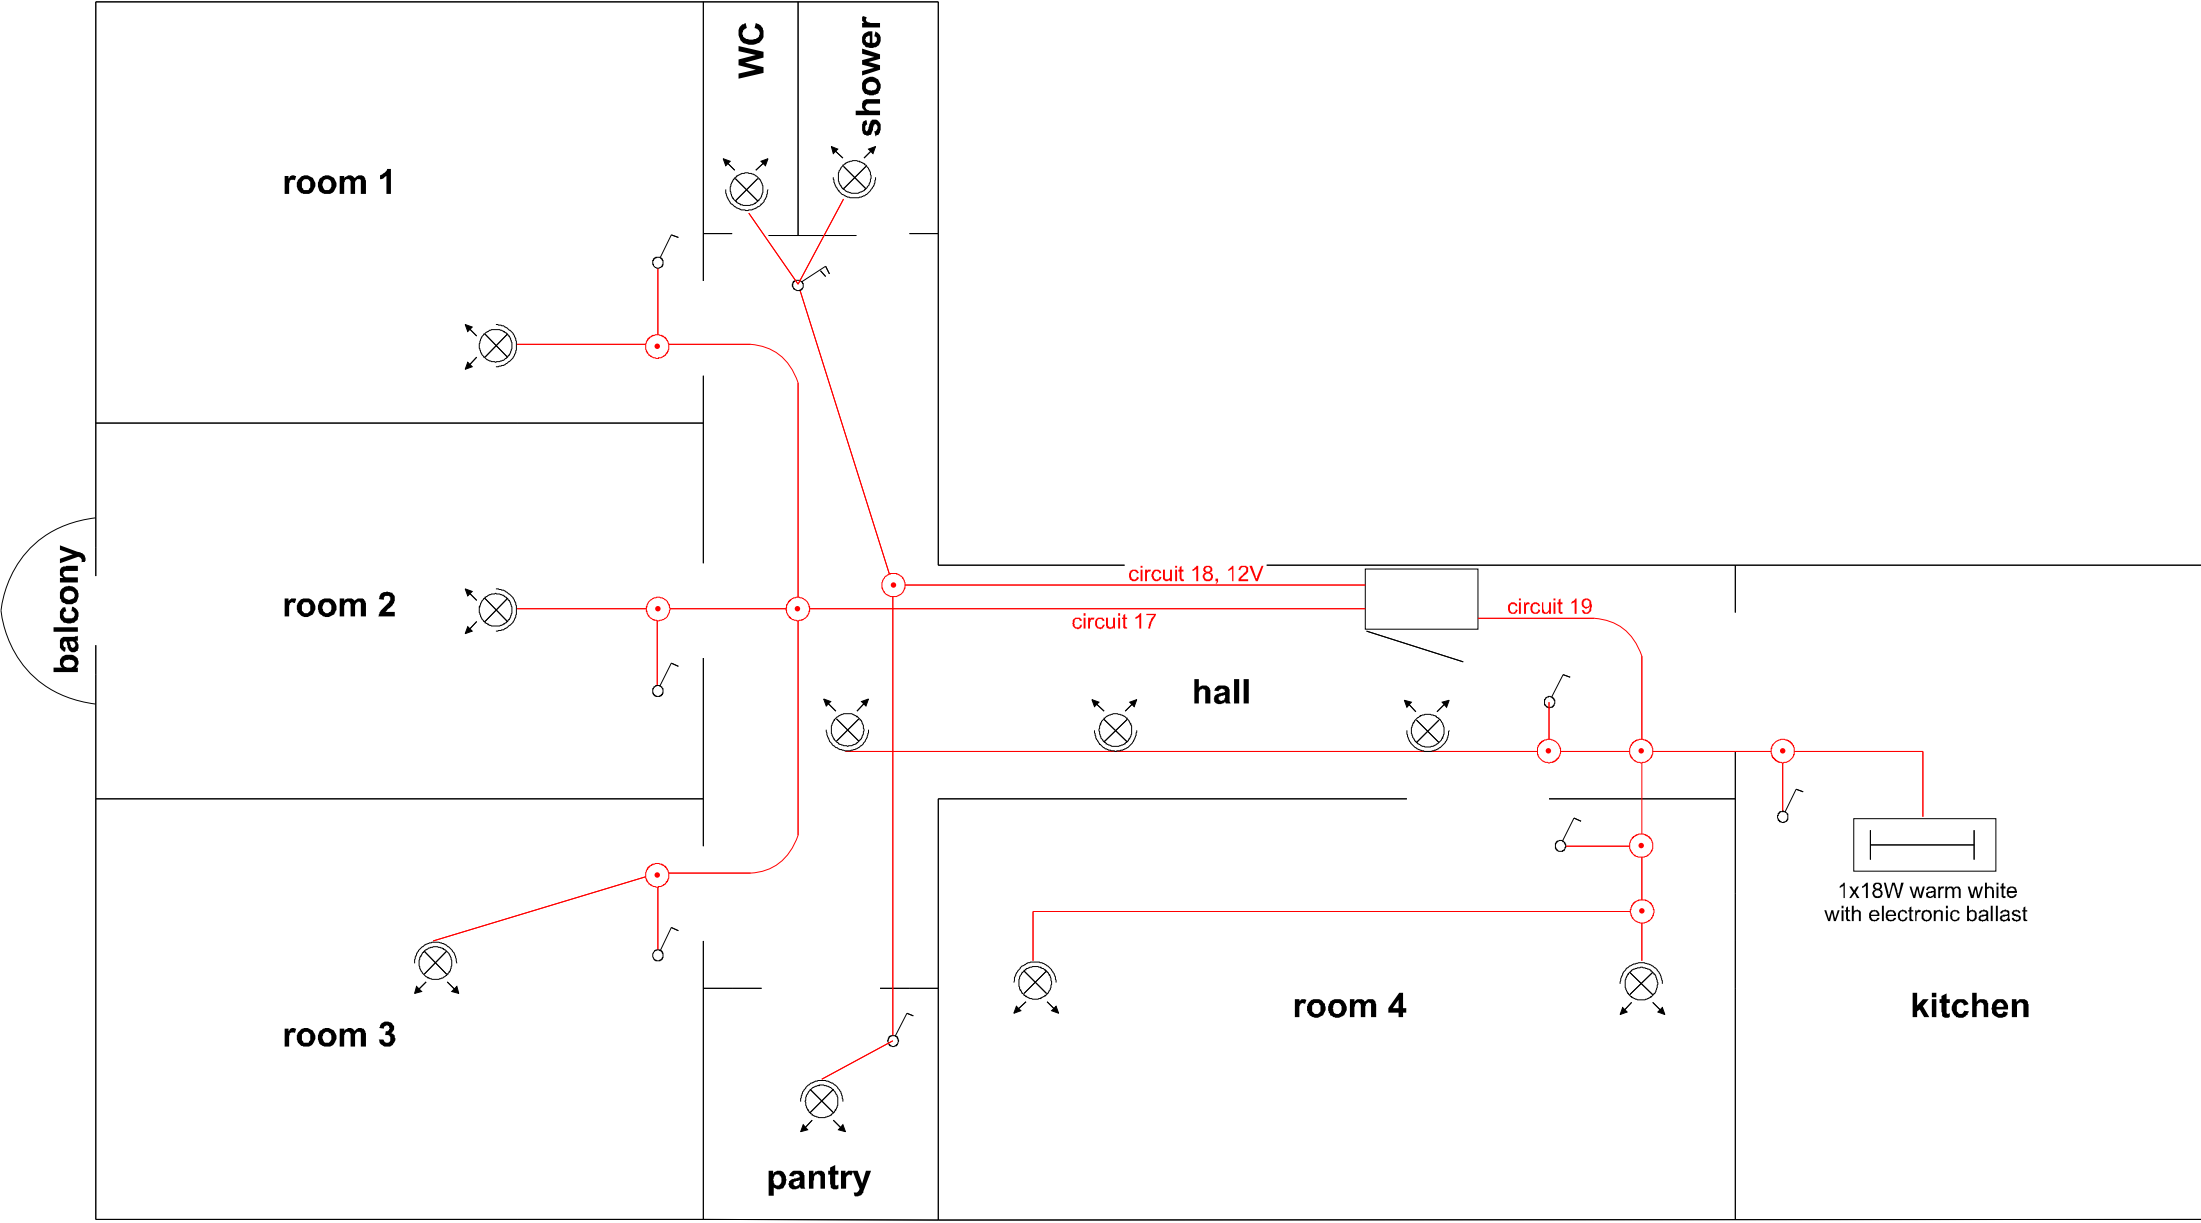 WC
shower
room 1
balcony
room 2
circuit 18, 12V
circuit 17
circuit 19
hall
1x18W warm white
with electronic ballast
room 3
room 4
kitchen
pantry